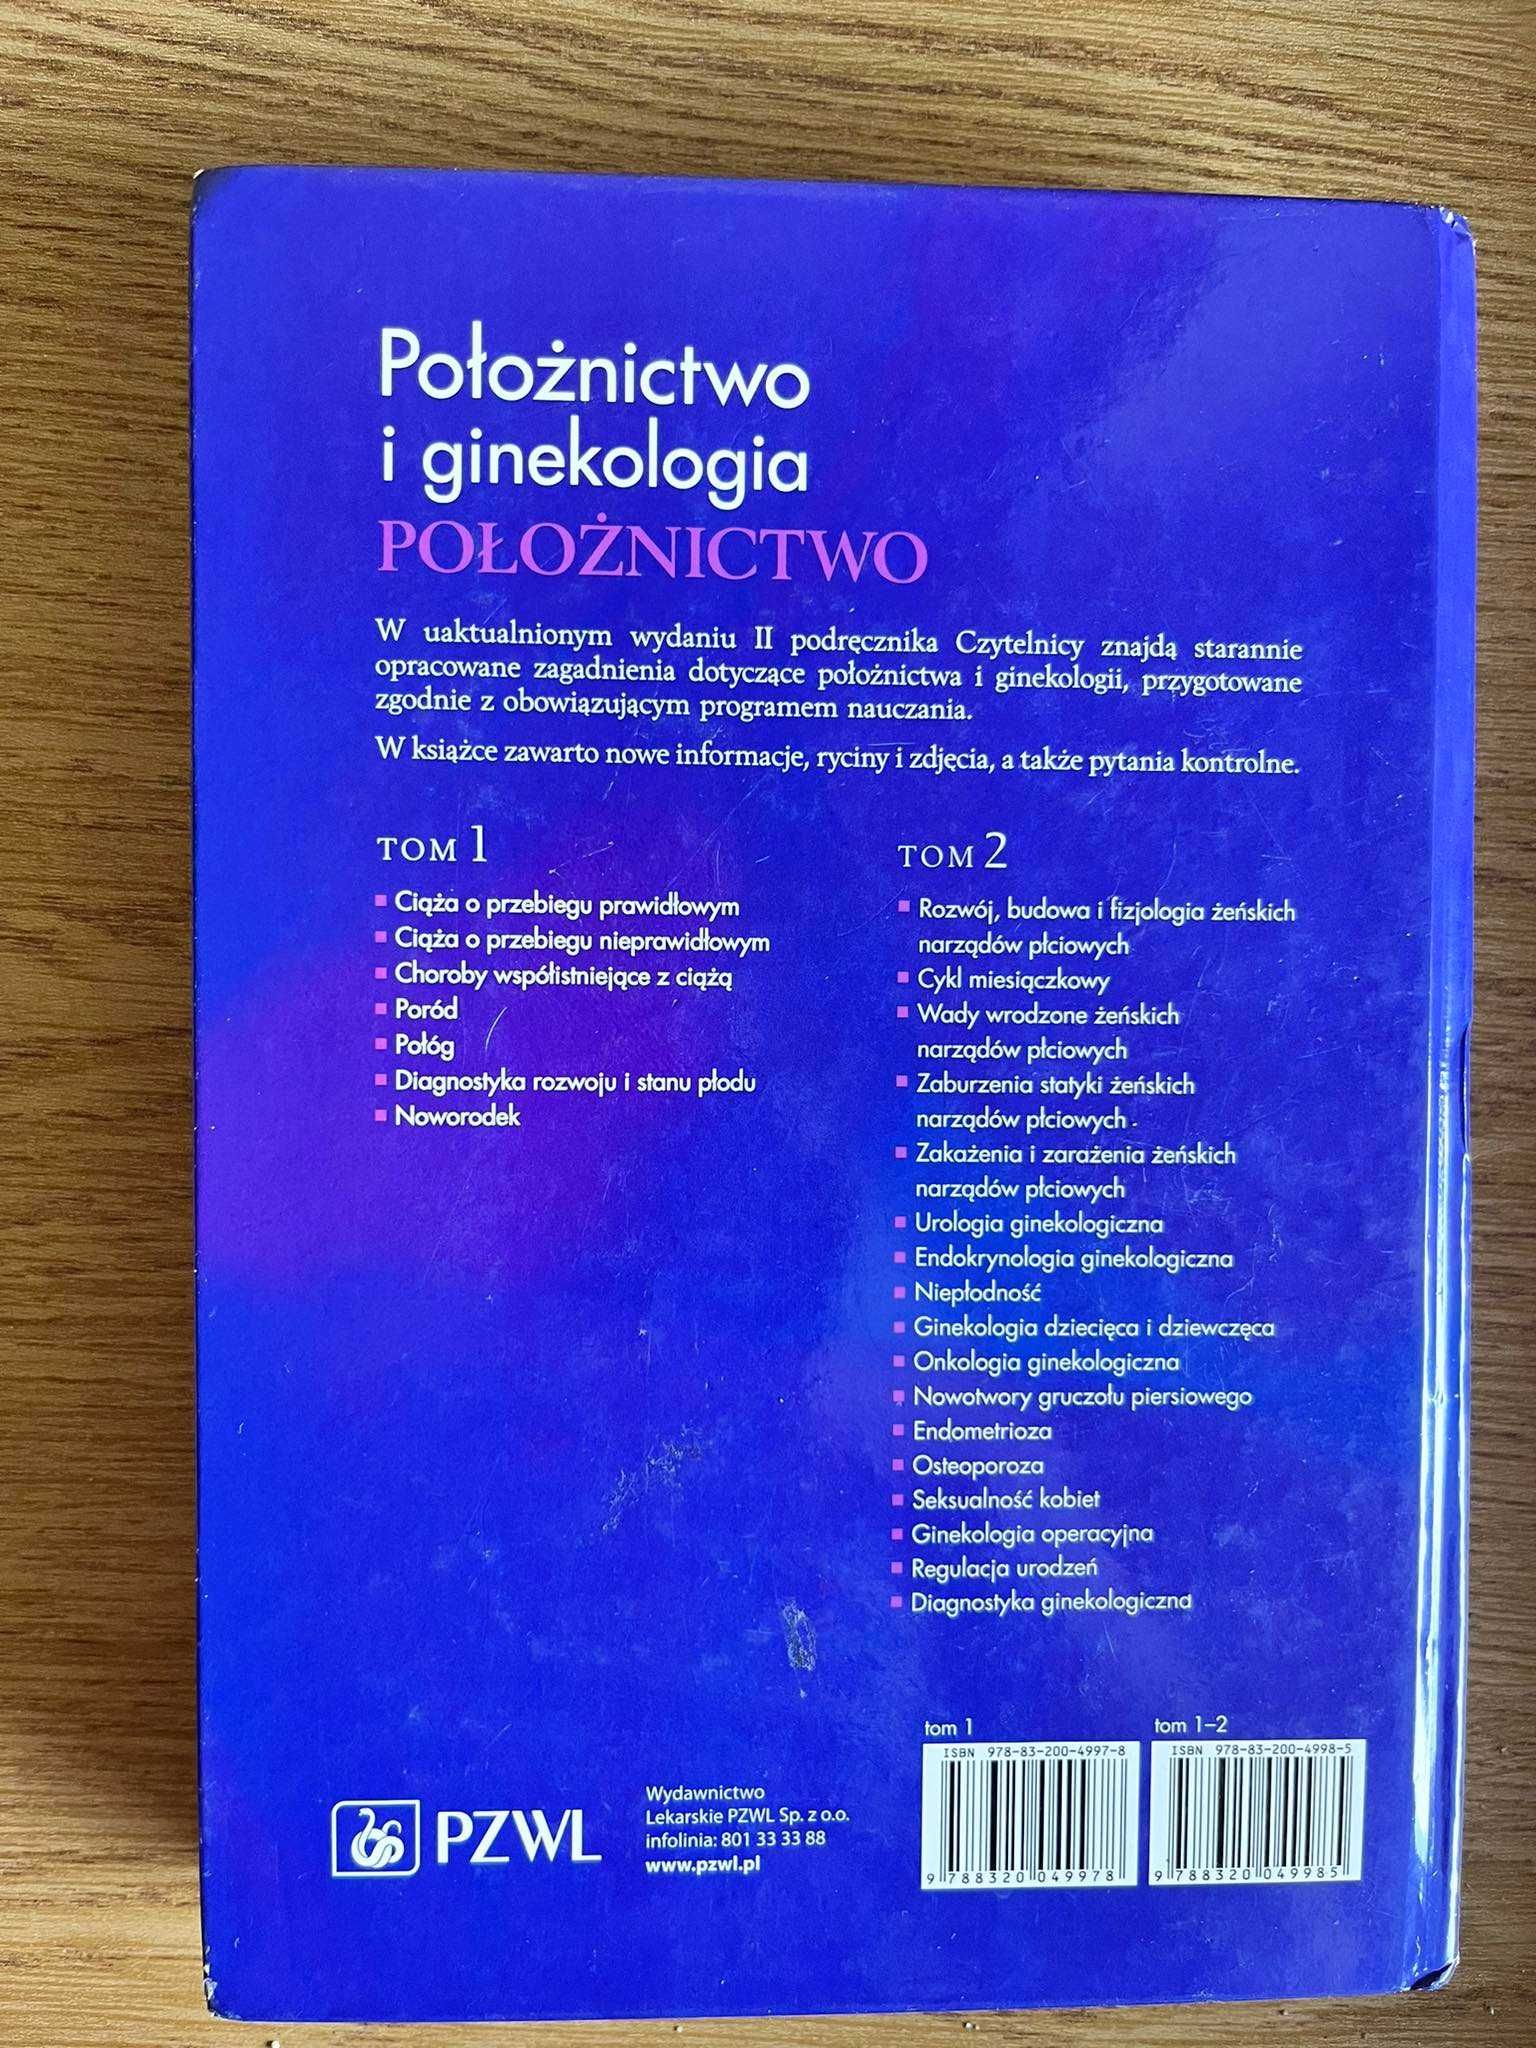 Położnictwo
i ginekologia
POŁOŻNICTWO
W uaktualnionym wydaniu II podręcznika Czytelnicy znajdą starannie
opracowane zagadnienia dotyczące położnictwa i ginekologii, przygotowane
zgodnie z obowiązującym programem nauczania.
W książce zawarto nowe informacje, ryciny i zdjęcia, a także pytania kontrolne.
TOM 1
Ciąża o przebiegu prawidłowym
Ciąża o przebiegu nieprawidłowym
Choroby współistniejące z ciążą
Poród
Połóg
Diagnostyka rozwoju i stanu płodu
Noworodek
TOM 2
Rozwój, budowa i fizjologia żeńskich
narządów płciowych
Cykl miesiączkowy
Wady wrodzone żeńskich
narządów płciowych
Zaburzenia statyki żeńskich
narządów płciowych
Zakażenia i zarażenia żeńskich
narządów płciowych
Urologia ginekologiczna
Endokrynologia ginekologiczna
Niepłodność
Ginekologia dziecięca i dziewczęca
Onkologia ginekologiczna
Nowotwory gruczołu piersiowego
Endometrioza
Osteoporoza
Seksualność kobiet
Ginekologia operacyjna
Regulacja urodzeń
Diagnostyka ginekologiczna
PZWL
Wydawnictwo
Lekarskie PZWL Sp. z o.o.
infolinia: 801 33 33 88
www.pzwl.pl
tom 1
ISBN 978-83-200-4997-8
9 788320 049978
tom 1–2
ISBN 978-83-200-4998-5
9 788320 049985